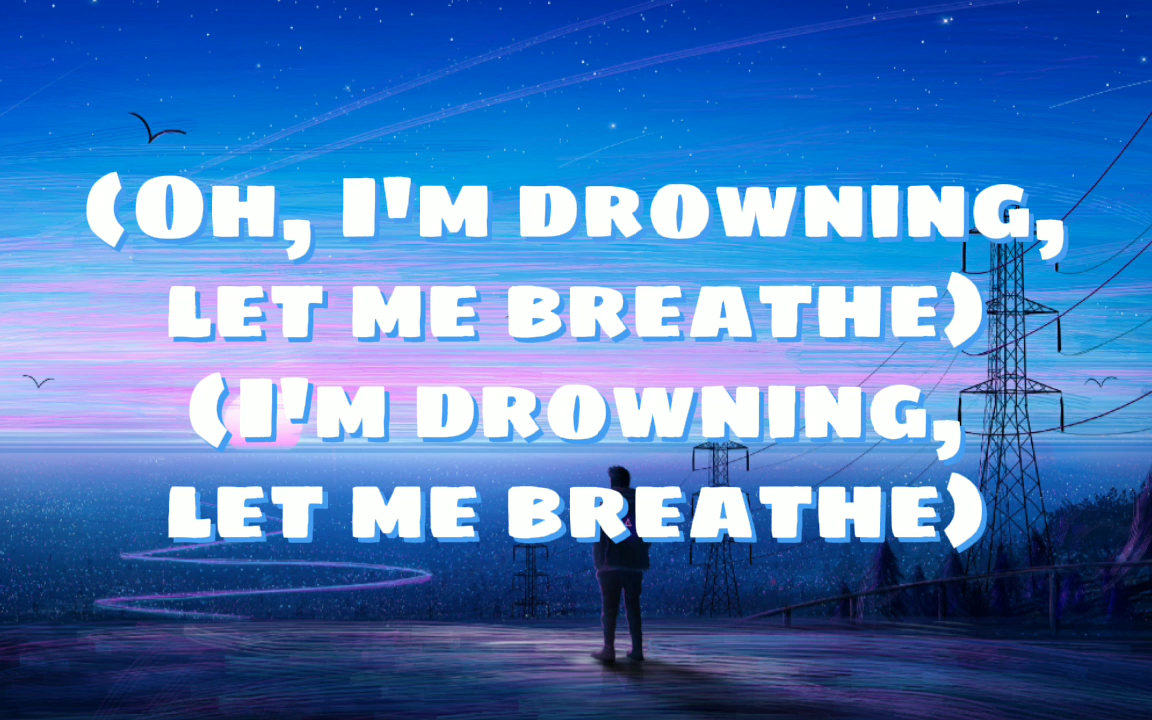 (Oh, I'm drowning,
let me breathe)
(I'm drowning,
let me breathe)